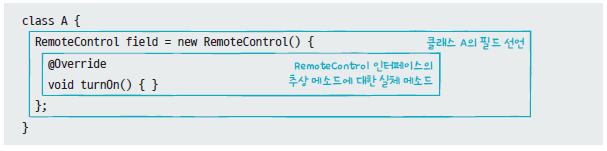 class A {
RemoteControl field = new RemoteControl() { 클래스 A의 필드 선언
@Override RemoteControl 인터페이스의
void turnOn() { } 추상 메소드에 대한 실체 메소드
};
}